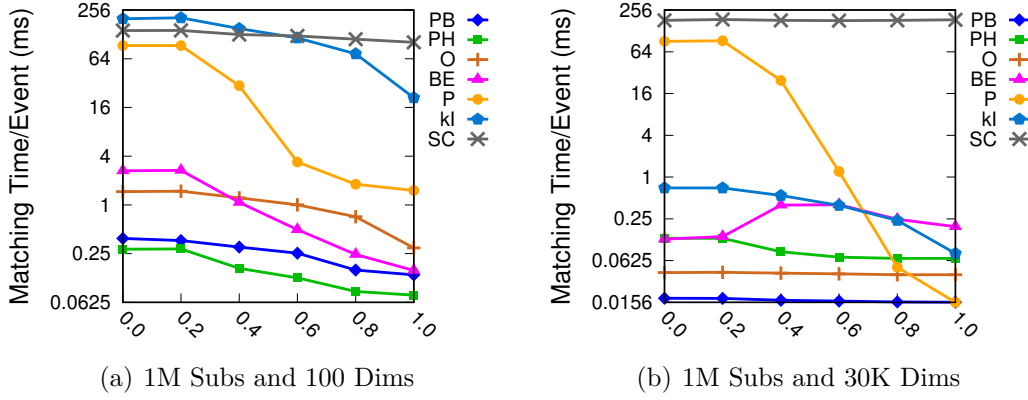 Matching Time/Event (ms)
256
64
16
4
1
0.25
0.0625
0.0
0.2
0.4
0.6
0.8
1.0
PB
PH
O
BE
P
kI
SC
(a) 1M Subs and 100 Dims
Matching Time/Event (ms)
256
64
16
4
1
0.25
0.0625
0.0156
0.0
0.2
0.4
0.6
0.8
1.0
PB
PH
O
BE
P
kI
SC
(b) 1M Subs and 30K Dims